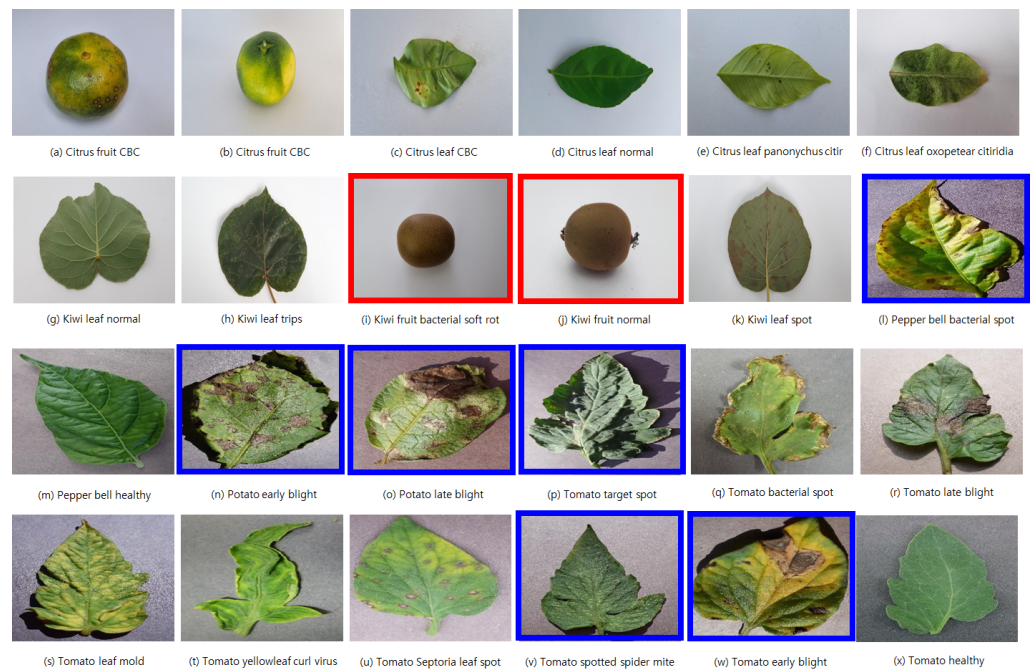 (a) Citrus fruit CBC
(b) Citrus fruit CBC
(c) Citrus leaf CBC
(d) Citrus leaf normal
(e) Citrus leaf panonychus citir
(f) Citrus leaf oxopetear citiridia
(g) Kiwi leaf normal
(h) Kiwi leaf trips
(i) Kiwi fruit bacterial soft rot
(j) Kiwi fruit normal
(k) Kiwi leaf spot
(l) Pepper bell bacterial spot
(m) Pepper bell healthy
(n) Potato early blight
(o) Potato late blight
(p) Tomato target spot
(q) Tomato bacterial spot
(r) Tomato late blight
(s) Tomato leaf mold
(t) Tomato yellowleaf curl virus
(u) Tomato Septoria leaf spot
(v) Tomato spotted spider mite
(w) Tomato early blight
(x) Tomato healthy